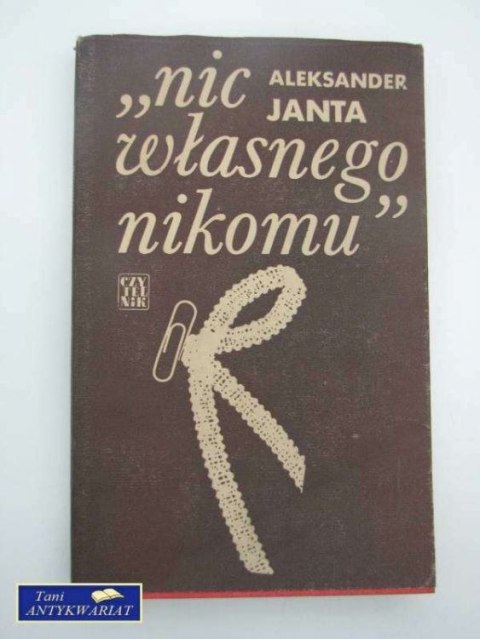 „nic
ALEKSANDER
JANTA
własnego
nikomu”
CZY
TEL
NIK
Tani
ANTYKWARIAT